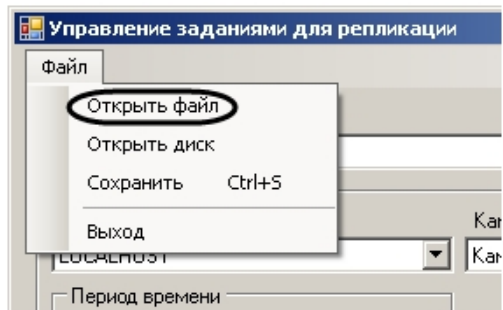 Управление заданиями для репликации
Файл
Открыть файл
Открыть диск
Сохранить Ctrl+S
Выход
LOCALHOST
Период времени